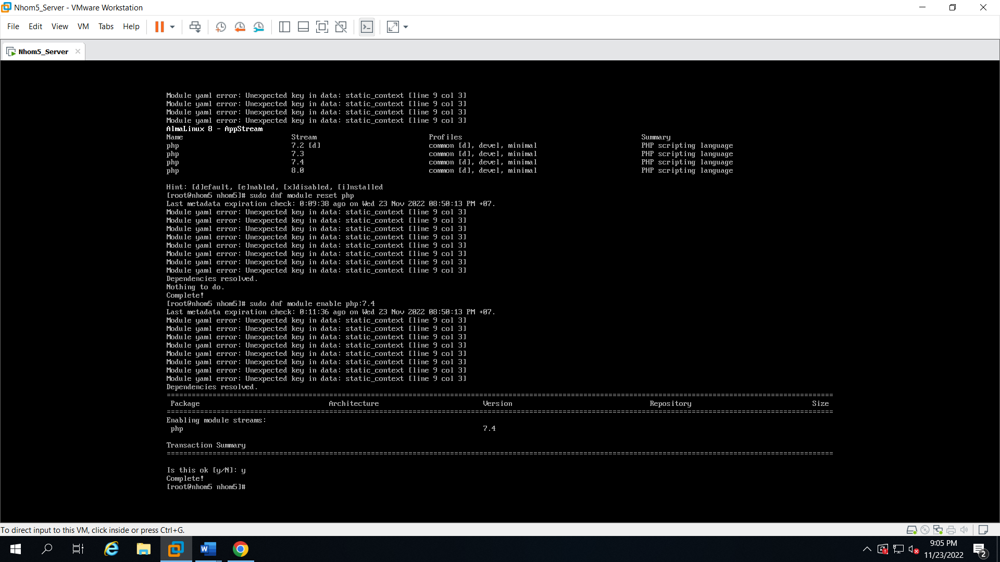 Nhom5_Server - VMware Workstation
File Edit View VM Tabs Help
Nhom5_Server
Module yaml error: Unexpected key in data: static_context [line 9 col 3]
Module yaml error: Unexpected key in data: static_context [line 9 col 3]
Module yaml error: Unexpected key in data: static_context [line 9 col 3]
Module yaml error: Unexpected key in data: static_context [line 9 col 3]
AlmaLinux 8 - AppStream
Name Stream Profiles Summary
php 7.2 [d] common [d], devel, minimal PHP scripting language
php 7.3 common [d], devel, minimal PHP scripting language
php 7.4 common [d], devel, minimal PHP scripting language
php 8.0 common [d], devel, minimal PHP scripting language
Hint: [d]efault, [e]nabled, [x]disabled, [i]nstalled
[root@nhom5 nhom5]# sudo dnf module reset php
Last metadata expiration check: 0:09:38 ago on Wed 23 Nov 2022 08:50:13 PM +07.
Module yaml error: Unexpected key in data: static_context [line 9 col 3]
Module yaml error: Unexpected key in data: static_context [line 9 col 3]
Module yaml error: Unexpected key in data: static_context [line 9 col 3]
Module yaml error: Unexpected key in data: static_context [line 9 col 3]
Module yaml error: Unexpected key in data: static_context [line 9 col 3]
Module yaml error: Unexpected key in data: static_context [line 9 col 3]
Module yaml error: Unexpected key in data: static_context [line 9 col 3]
Module yaml error: Unexpected key in data: static_context [line 9 col 3]
Dependencies resolved.
Nothing to do.
Complete!
[root@nhom5 nhom5]# sudo dnf module enable php:7.4
Last metadata expiration check: 0:11:36 ago on Wed 23 Nov 2022 08:50:13 PM +07.
Module yaml error: Unexpected key in data: static_context [line 9 col 3]
Module yaml error: Unexpected key in data: static_context [line 9 col 3]
Module yaml error: Unexpected key in data: static_context [line 9 col 3]
Module yaml error: Unexpected key in data: static_context [line 9 col 3]
Module yaml error: Unexpected key in data: static_context [line 9 col 3]
Module yaml error: Unexpected key in data: static_context [line 9 col 3]
Module yaml error: Unexpected key in data: static_context [line 9 col 3]
Module yaml error: Unexpected key in data: static_context [line 9 col 3]
Dependencies resolved.
Package Architecture Version Repository Size
Enabling module streams:
php 7.4
Transaction Summary
Is this ok [y/N]: y
Complete!
[root@nhom5 nhom5]#
To direct input to this VM, click inside or press Ctrl+G.
9:05 PM
11/23/2022
2